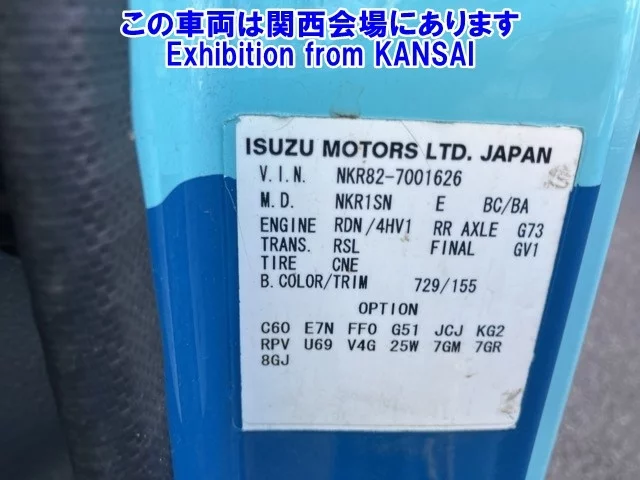 この車両は関西会場にあります
Exhibition from KANSAI
ISUZU MOTORS LTD. JAPAN
V.I.N. NKR82-7001626
M.D. NKR1SN E BC/BA
ENGINE RDN/4HV1 RR AXLE G73
TRANS. RSL FINAL GV1
TIRE CNE
B.COLOR/TRIM 729/155
OPTION
C60 E7N FF0 G51 JCJ KG2
RPV U69 V4G 25W 7GM 7GR
8GJ